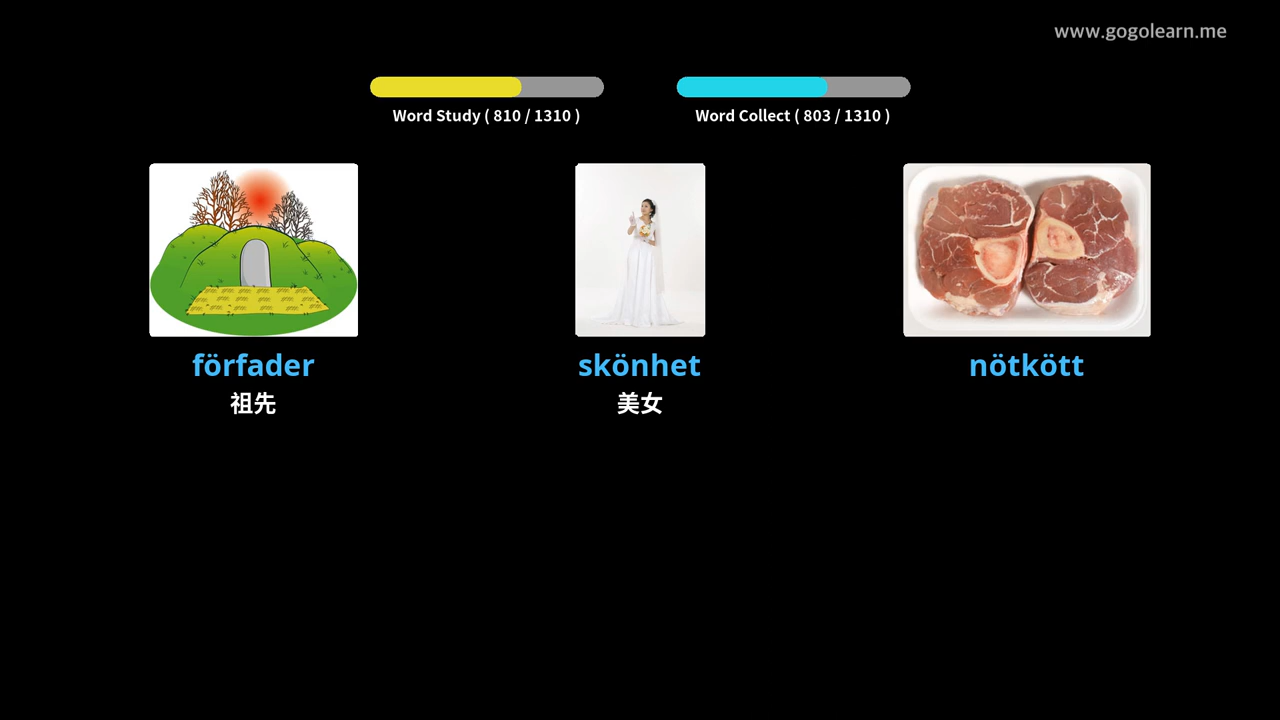 www.gogolearn.me
Word Study ( 810 / 1310 )
Word Collect ( 803 / 1310 )
förfader
祖先
skönhet
美女
nötkött